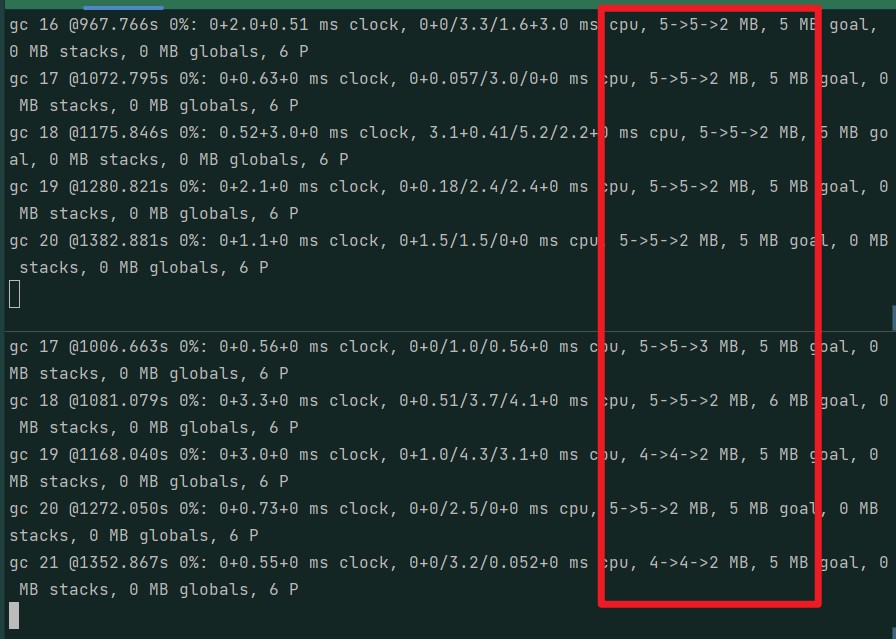 gc 16 @967.766s 0%: 0+2.0+0.51 ms clock, 0+0/3.3/1.6+3.0 ms cpu, 5->5->2 MB, 5 MB goal,
0 MB stacks, 0 MB globals, 6 P
gc 17 @1072.795s 0%: 0+0.63+0 ms clock, 0+0.057/3.0/0+0 ms cpu, 5->5->2 MB, 5 MB goal, 0
MB stacks, 0 MB globals, 6 P
gc 18 @1175.846s 0%: 0.52+3.0+0 ms clock, 3.1+0.41/5.2/2.2+0 ms cpu, 5->5->2 MB, 5 MB go
al, 0 MB stacks, 0 MB globals, 6 P
gc 19 @1280.821s 0%: 0+2.1+0 ms clock, 0+0.18/2.4/2.4+0 ms cpu, 5->5->2 MB, 5 MB goal, 0
MB stacks, 0 MB globals, 6 P
gc 20 @1382.881s 0%: 0+1.1+0 ms clock, 0+1.5/1.5/0+0 ms cpu, 5->5->2 MB, 5 MB goal, 0 MB
stacks, 0 MB globals, 6 P
gc 17 @1006.663s 0%: 0+0.56+0 ms clock, 0+0/1.0/0.56+0 ms cpu, 5->5->3 MB, 5 MB goal, 0
MB stacks, 0 MB globals, 6 P
gc 18 @1081.079s 0%: 0+3.3+0 ms clock, 0+0.51/3.7/4.1+0 ms cpu, 5->5->2 MB, 6 MB goal, 0
MB stacks, 0 MB globals, 6 P
gc 19 @1168.040s 0%: 0+3.0+0 ms clock, 0+1.0/4.3/3.1+0 ms cpu, 4->4->2 MB, 5 MB goal, 0
MB stacks, 0 MB globals, 6 P
gc 20 @1272.050s 0%: 0+0.73+0 ms clock, 0+0/2.5/0+0 ms cpu, 5->5->2 MB, 5 MB goal, 0 MB
stacks, 0 MB globals, 6 P
gc 21 @1352.867s 0%: 0+0.55+0 ms clock, 0+0/3.2/0.052+0 ms cpu, 4->4->2 MB, 5 MB goal, 0
MB stacks, 0 MB globals, 6 P